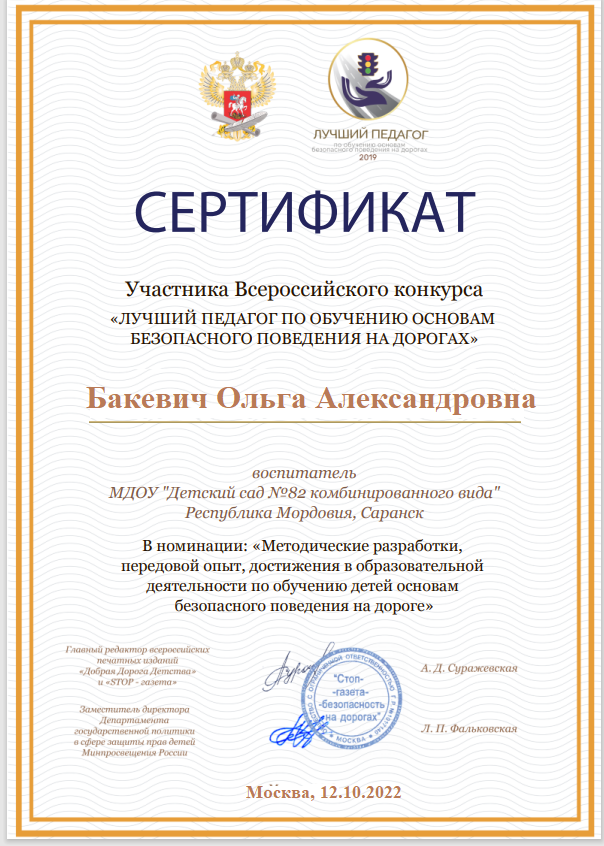 ЛУЧШИЙ ПЕДАГОГ
по обучению основам
безопасного поведения на дорогах
2019
СЕРТИФИКАТ
Участника Всероссийского конкурса
«ЛУЧШИЙ ПЕДАГОГ ПО ОБУЧЕНИЮ ОСНОВАМ
БЕЗОПАСНОГО ПОВЕДЕНИЯ НА ДОРОГАХ»
Бакевич Ольга Александровна
воспитатель
МДОУ "Детский сад №82 комбинированного вида"
Республика Мордовия, Саранск
В номинации: «Методические разработки,
передовой опыт, достижения в образовательной
деятельности по обучению детей основам
безопасного поведения на дороге»
Главный редактор всероссийских
печатных изданий
«Добрая Дорога Детства»
и «STOP - газета»
А. Д. Суражевская
"Стоп-
-газета-
-безопасность
на дорогах"
ОГРАНИЧЕННОЙ ОТВЕТСТВЕННОСТЬЮ
МОСКВА
Заместитель директора
Департамента
государственной политики
в сфере защиты прав детей
Минпросвещения России
Л. П. Фальковская
Москва, 12.10.2022